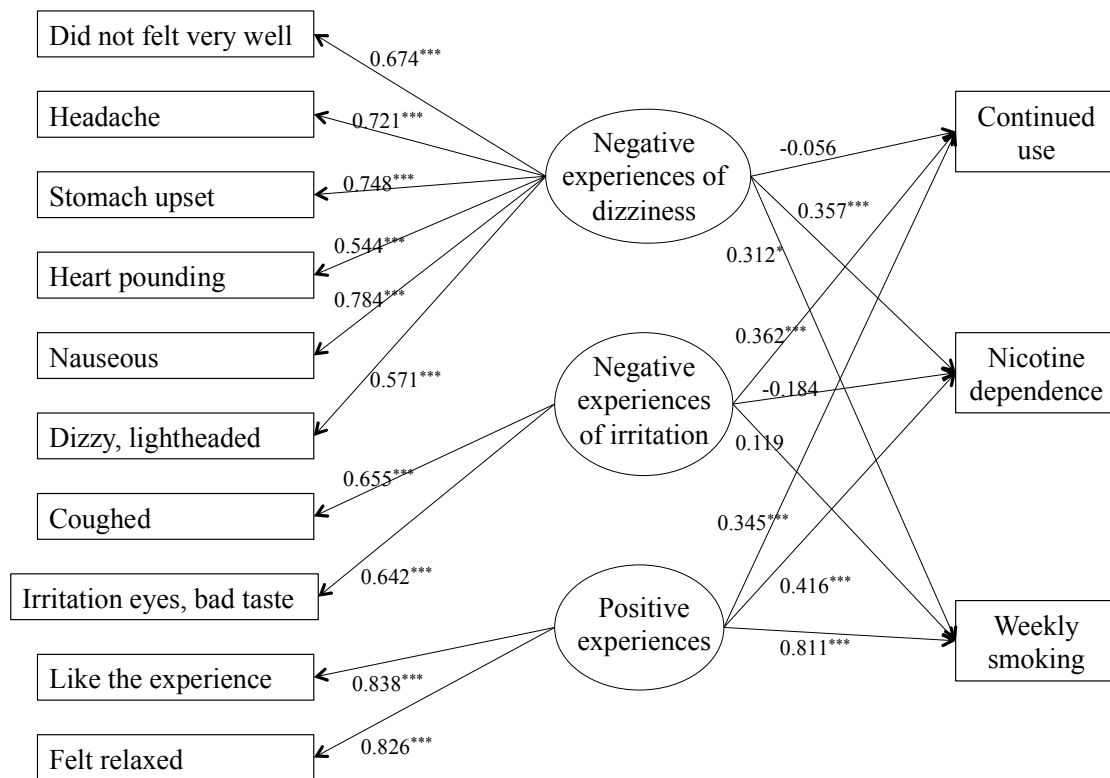 Did not felt very well
0.674***
Headache
0.721***
Stomach upset
0.748***
Heart pounding
0.544***
Nauseous
0.784***
Dizzy, lightheaded
0.571***
Coughed
0.655***
Irritation eyes, bad taste
0.642***
Like the experience
0.838***
Felt relaxed
0.826***
Negative
experiences of
dizziness
Negative
experiences
of irritation
Positive
experiences
-0.056
0.357***
0.312*
0.362***
-0.184
0.119
0.345***
0.416***
0.811***
Continued
use
Nicotine
dependence
Weekly
smoking